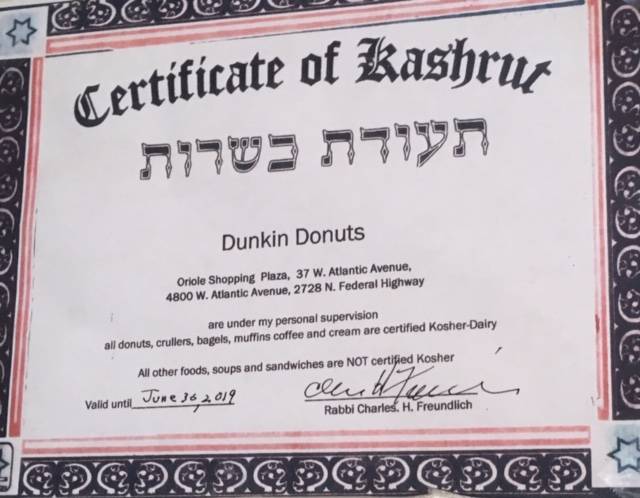 Certificate of Kashrut
תעודת כשרות
Dunkin Donuts
Oriole Shopping Plaza, 37 W. Atlantic Avenue,
4800 W. Atlantic Avenue, 2728 N. Federal Highway
are under my personal supervision
all donuts, crullers, bagels, muffins coffee and cream are certified Kosher-Dairy
All other foods, soups and sandwiches are NOT certified Kosher
Valid until June 30, 2019
Rabbi Charles. H. Freundlich